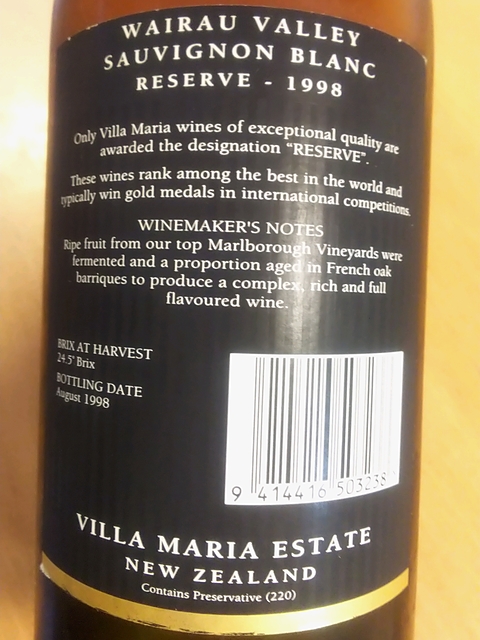 WAIRAU VALLEY
SAUVIGNON BLANC
RESERVE - 1998
Only Villa Maria wines of exceptional quality are
awarded the designation “RESERVE”.
These wines rank among the best in the world and
typically win gold medals in international competitions.
WINEMAKER'S NOTES
Ripe fruit from our top Marlborough Vineyards were
fermented and a proportion aged in French oak
barriques to produce a complex, rich and full
flavoured wine.
BRIX AT HARVEST
24.5° Brix
BOTTLING DATE
August 1998
9 414416 503238
VILLA MARIA ESTATE
NEW ZEALAND
Contains Preservative (220)